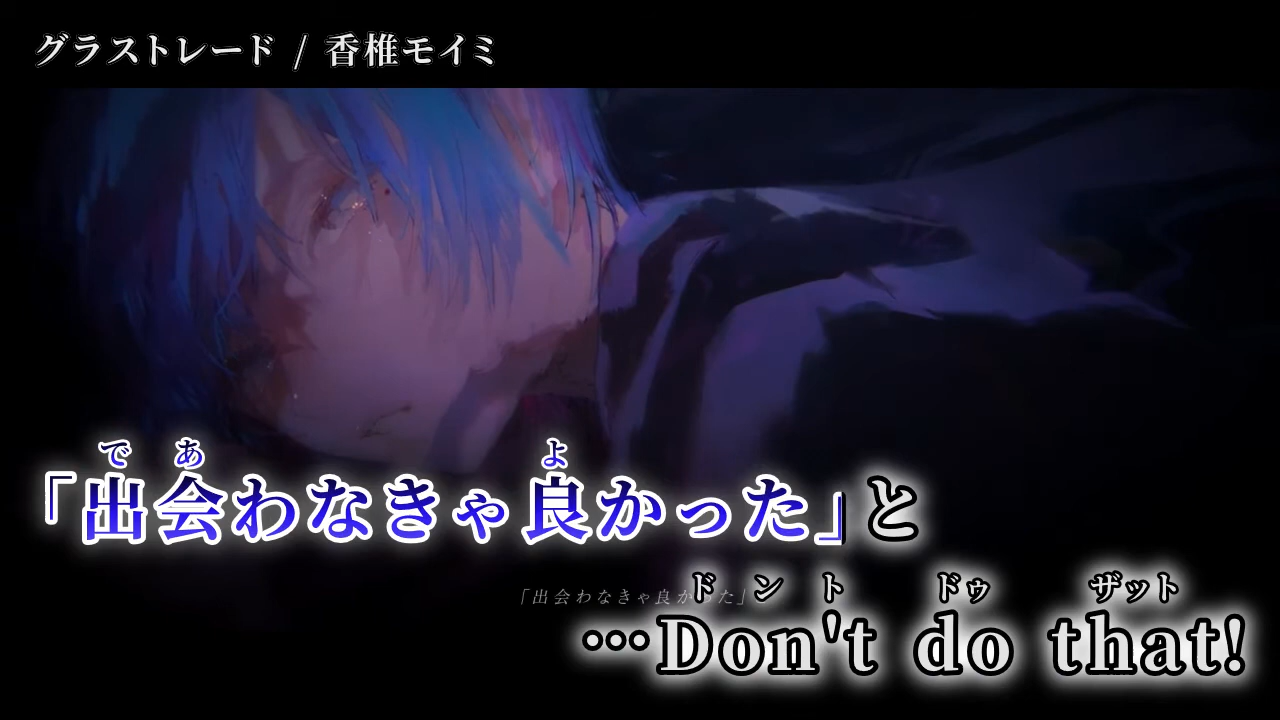 グラストレード / 香椎モイミ
であ よ
「出会わなきゃ良かった」と
「出会わなきゃ良かった」と
ドント ドゥ ザット
…Don't do that!